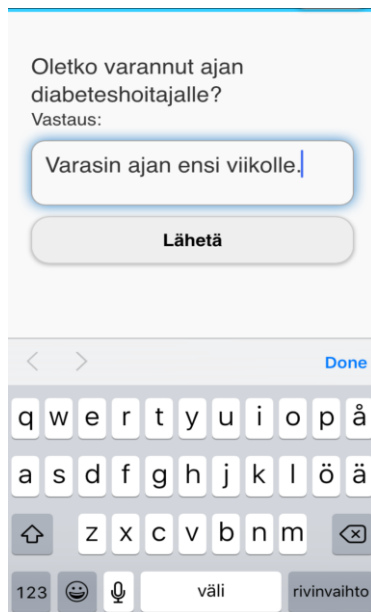 Oletko varannut ajan
diabeteshoitajalle?
Vastaus:
Varasin ajan ensi viikolle.
Lähetä
Done
q w e r t y u i o p å
a s d f g h j k l ö ä
z x c v b n m
123 väli rivinvaihto